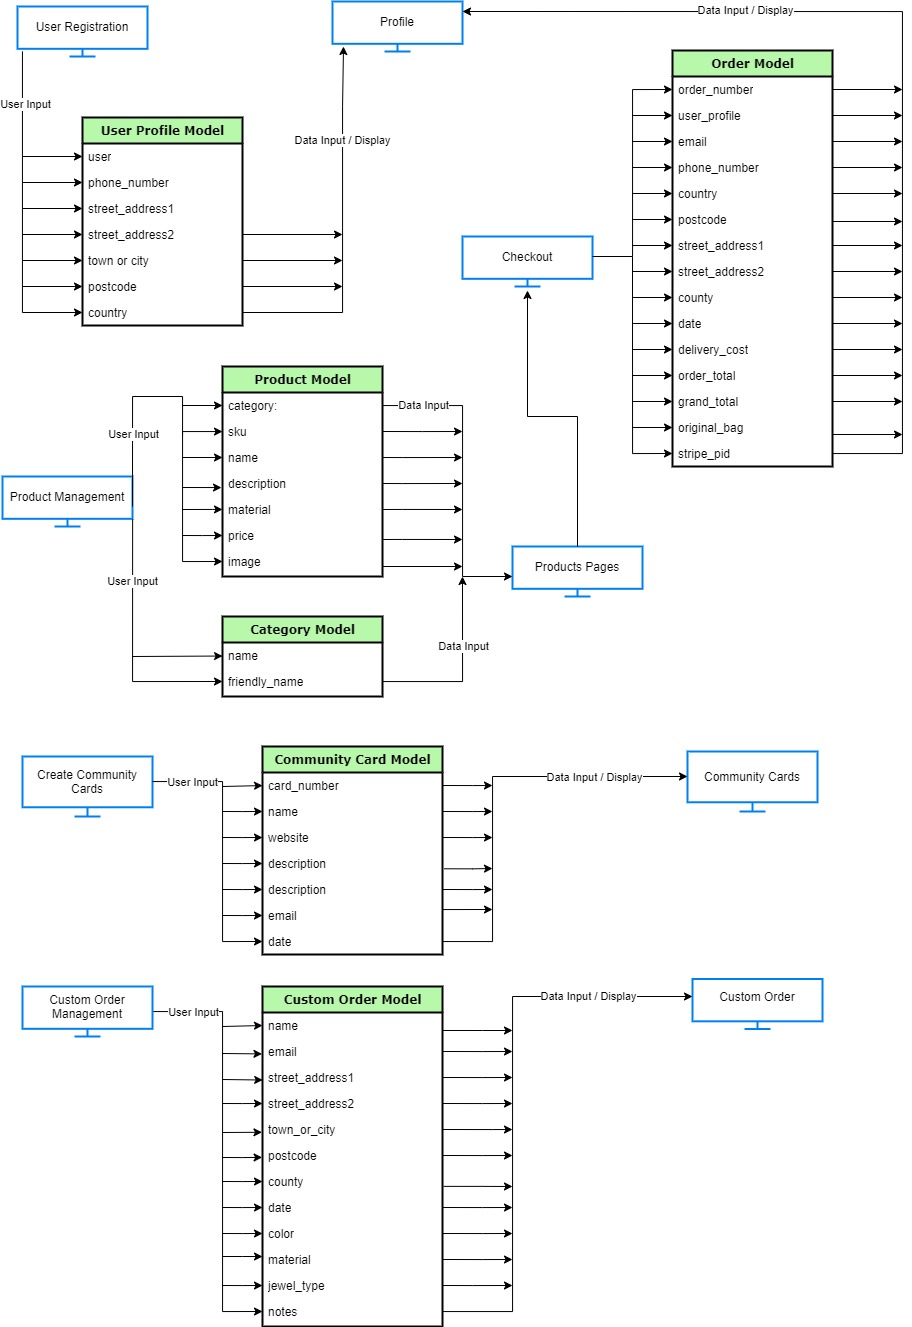 User Registration
Profile
Data Input / Display
User Input
User Profile Model
user
phone_number
street_address1
street_address2
town or city
postcode
country
Data Input / Display
Order Model
order_number
user_profile
email
phone_number
country
postcode
street_address1
street_address2
county
date
delivery_cost
order_total
grand_total
original_bag
stripe_pid
Checkout
Product Model
category:
sku
name
description
material
price
image
Data Input
User Input
Product Management
User Input
Products Pages
Category Model
name
friendly_name
Data Input
Create Community
Cards
User Input
Community Card Model
card_number
name
website
description
description
email
date
Data Input / Display
Community Cards
Custom Order
Management
User Input
Custom Order Model
name
email
street_address1
street_address2
town_or_city
postcode
county
date
color
material
jewel_type
notes
Data Input / Display
Custom Order